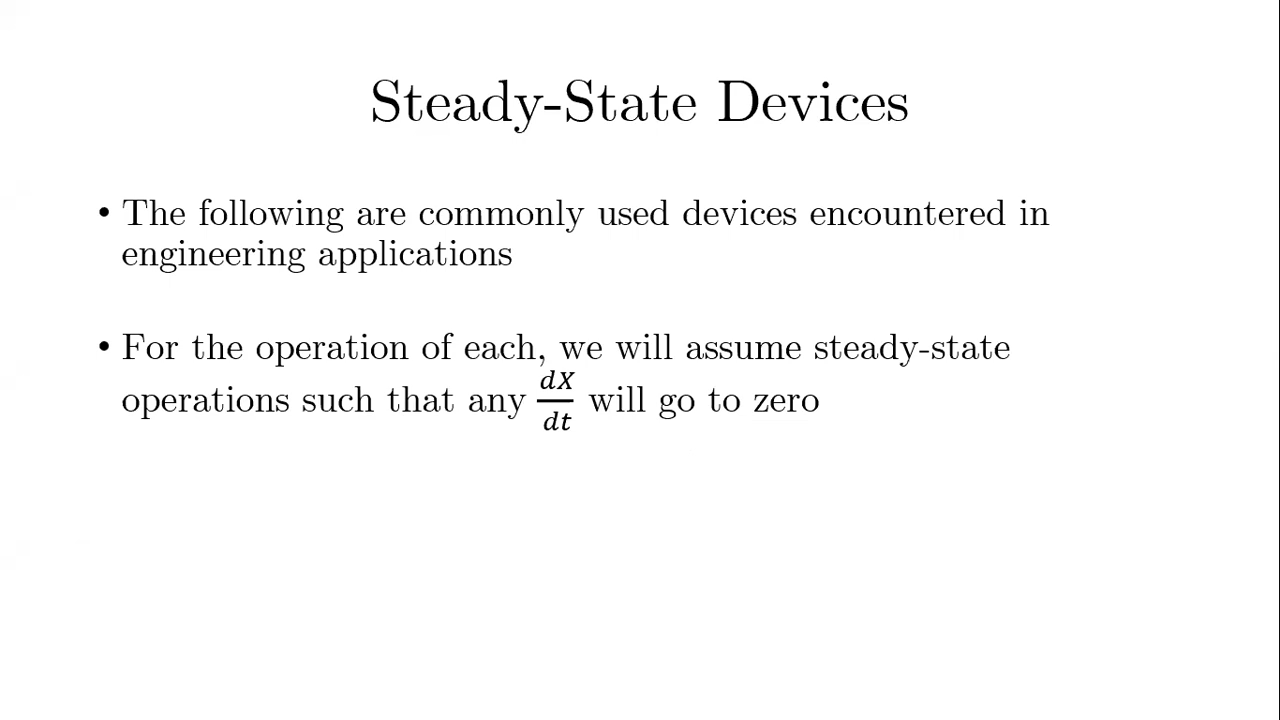 Steady-State Devices
• The following are commonly used devices encountered in
engineering applications
• For the operation of each, we will assume steady-state
operations such that any dX/dt will go to zero